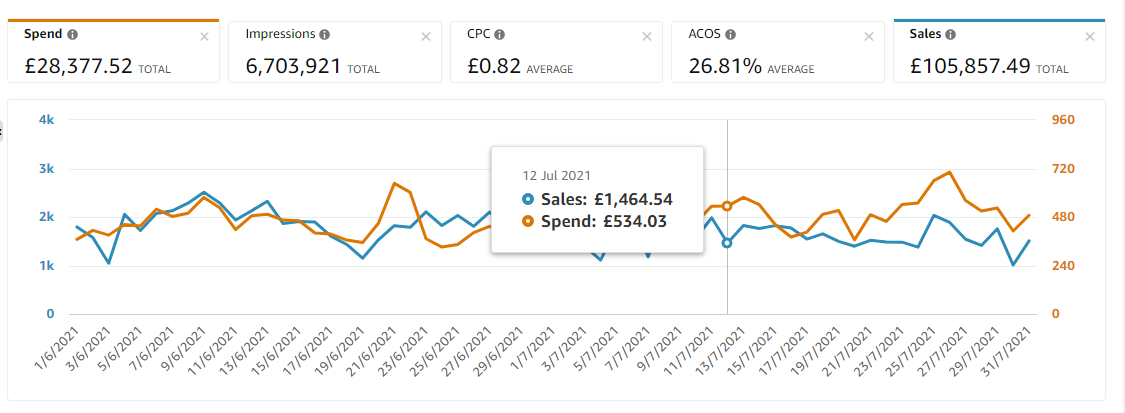 Spend Impressions CPC ACOS Sales
£28,377.52 TOTAL 6,703,921 TOTAL £0.82 AVERAGE 26.81% AVERAGE £105,857.49 TOTAL
4k 960
3k 720
12 Jul 2021
Sales: £1,464.54
2k 480
Spend: £534.03
1k 240
0 0
1/6/2021 3/6/2021 5/6/2021 7/6/2021 9/6/2021 11/6/2021 13/6/2021 15/6/2021 17/6/2021 19/6/2021 21/6/2021 23/6/2021 25/6/2021 27/6/2021 29/6/2021 1/7/2021 3/7/2021 5/7/2021 7/7/2021 9/7/2021 11/7/2021 13/7/2021 15/7/2021 17/7/2021 19/7/2021 21/7/2021 23/7/2021 25/7/2021 27/7/2021 29/7/2021 31/7/2021